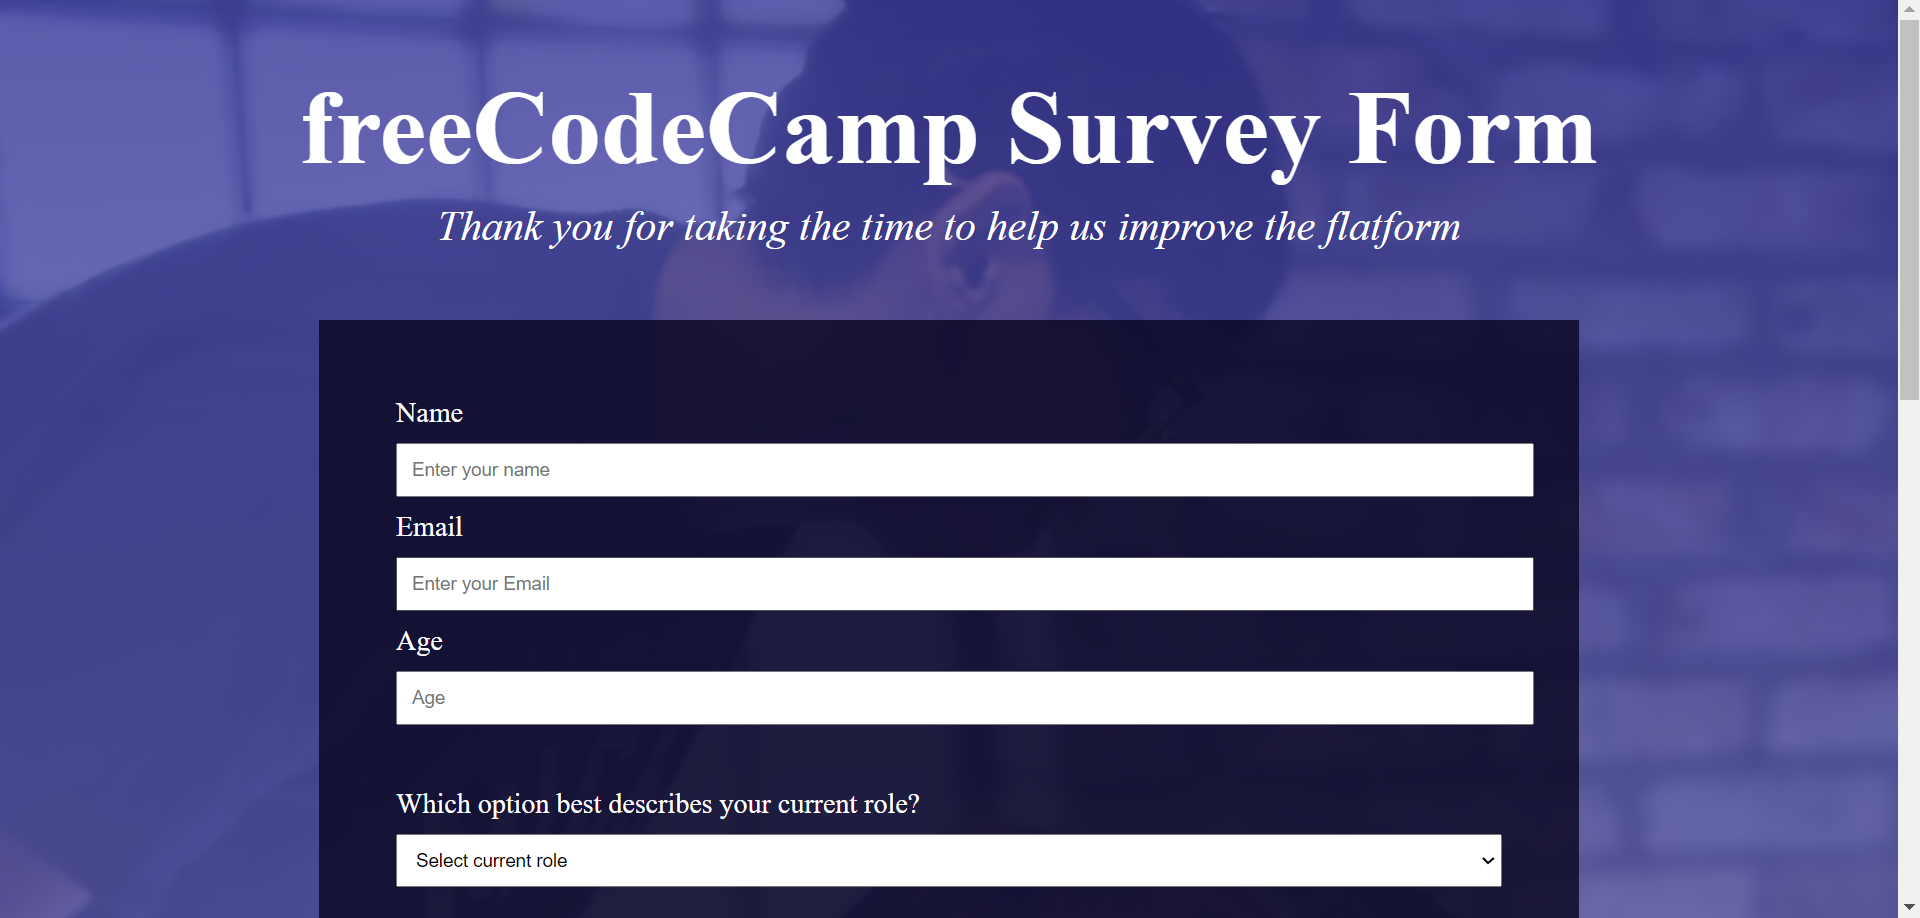 freeCodeCamp Survey Form
Thank you for taking the time to help us improve the flatform
Name
Enter your name
Email
Enter your Email
Age
Age
Which option best describes your current role?
Select current role